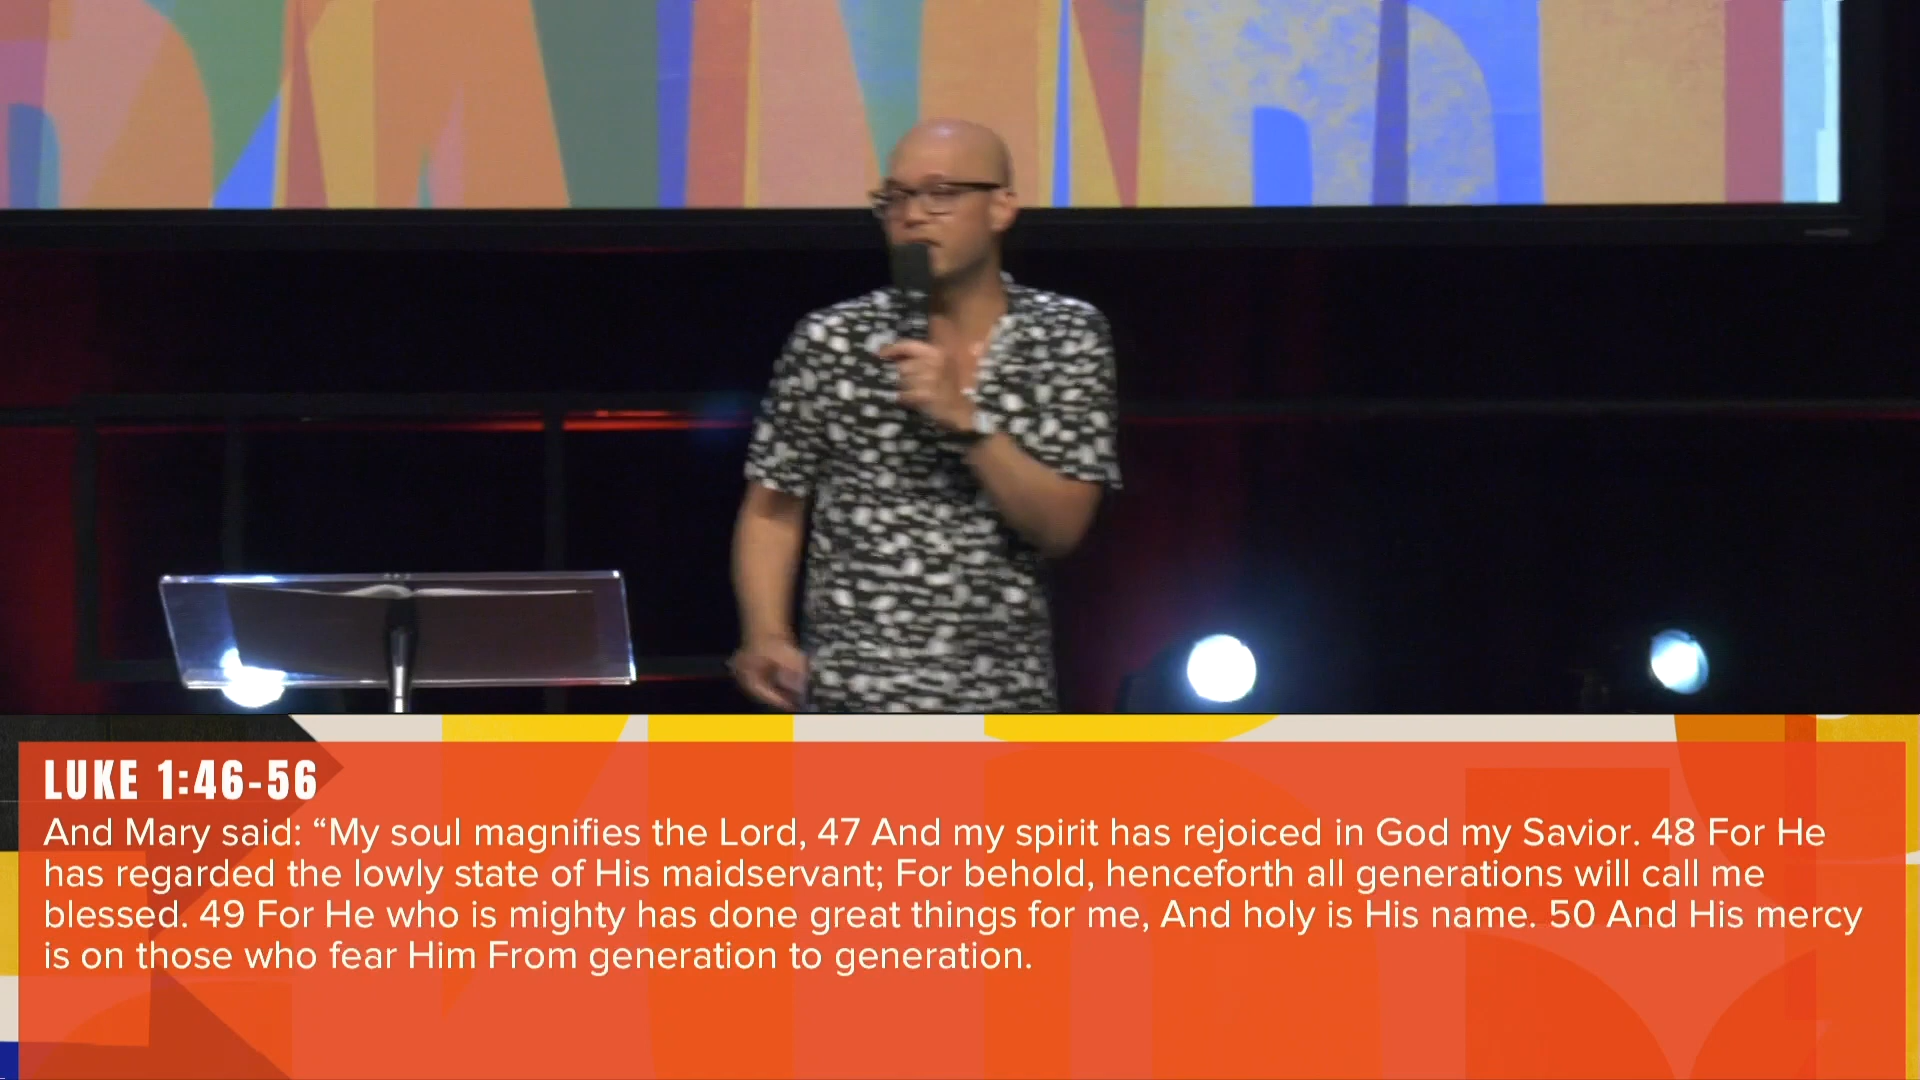 LUKE 1:46-56
And Mary said: “My soul magnifies the Lord, 47 And my spirit has rejoiced in God my Savior. 48 For He
has regarded the lowly state of His maidservant; For behold, henceforth all generations will call me
blessed. 49 For He who is mighty has done great things for me, And holy is His name. 50 And His mercy
is on those who fear Him From generation to generation.